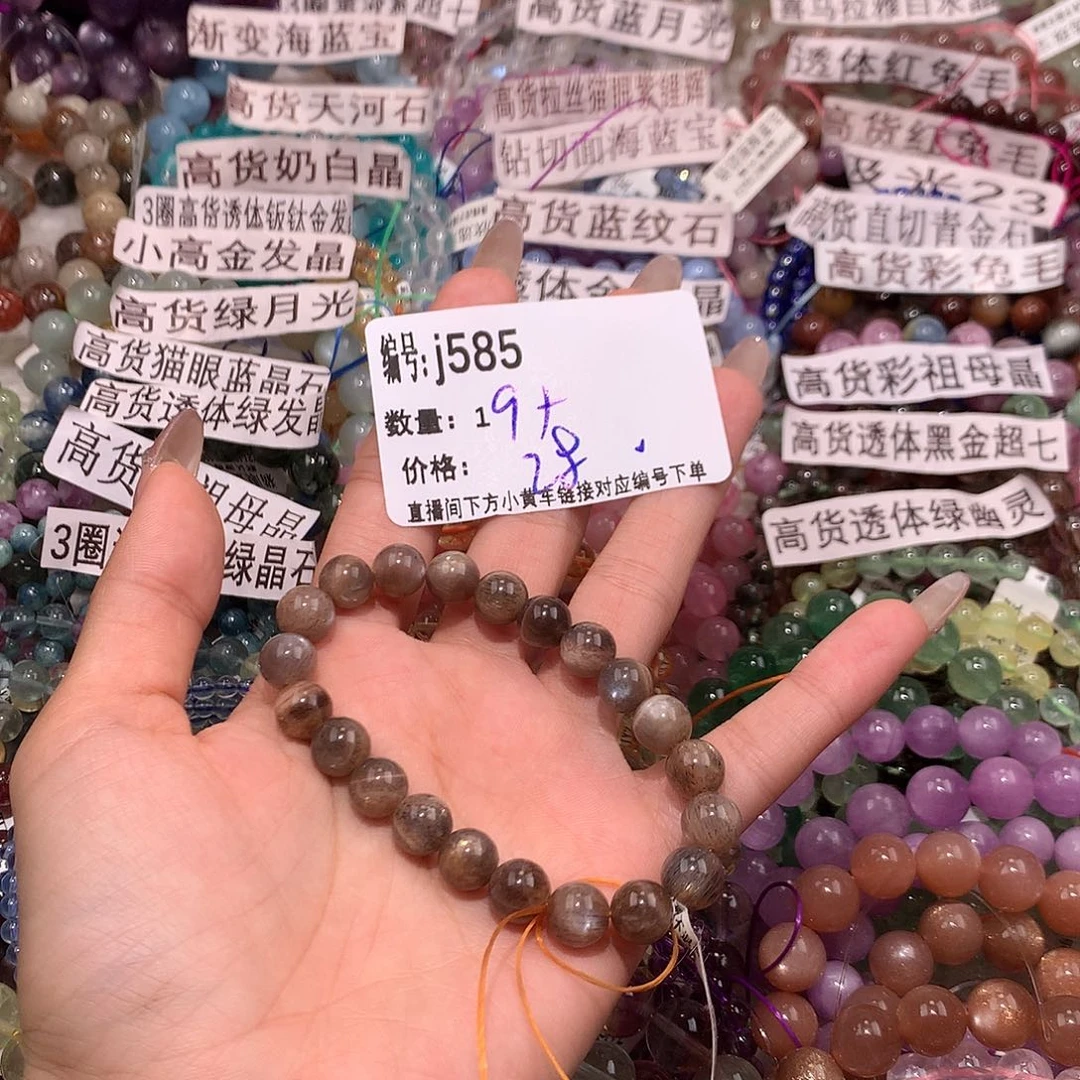 渐变海蓝宝
高货天河石
高货奶白晶
3圈高货透体钣钛金发
小高金发晶
高货绿月光
高货猫眼蓝晶石
高货透体绿发晶
高货
祖母晶
3圈
绿晶石
高货蓝月光
钻切面海蓝宝
高货蓝纹石
透体红兔毛
高货红兔毛
23
货直切青金石
高货彩兔毛
高货彩祖母晶
高货透体黑金超七
高货透体绿幽灵
编号:j585
数量:1 9+
价格: 28
直播间下方小黄车链接对应编号下单